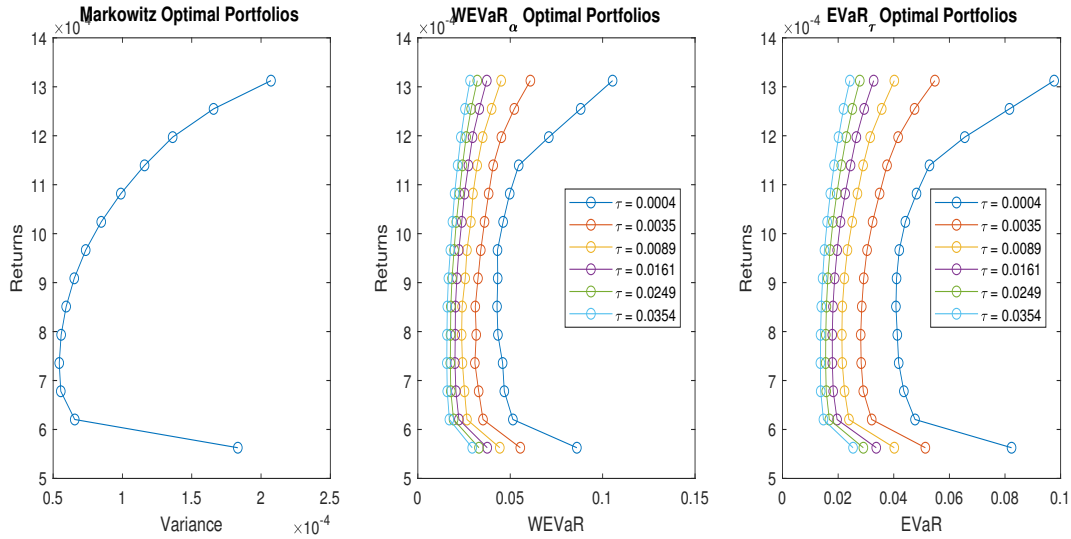 Markowitz Optimal Portfolios
×10⁻⁴
14
13
12
11
10
9
8
7
6
5
Returns
0.5
1
1.5
2
2.5
×10⁻⁴
Variance
WEVaR_α Optimal Portfolios
×10⁻⁴
14
13
12
11
10
9
8
7
6
5
Returns
τ = 0.0004
τ = 0.0035
τ = 0.0089
τ = 0.0161
τ = 0.0249
τ = 0.0354
0
0.05
0.1
0.15
WEVaR
EVaR_τ Optimal Portfolios
×10⁻⁴
14
13
12
11
10
9
8
7
6
5
Returns
τ = 0.0004
τ = 0.0035
τ = 0.0089
τ = 0.0161
τ = 0.0249
τ = 0.0354
0
0.02
0.04
0.06
0.08
0.1
EVaR